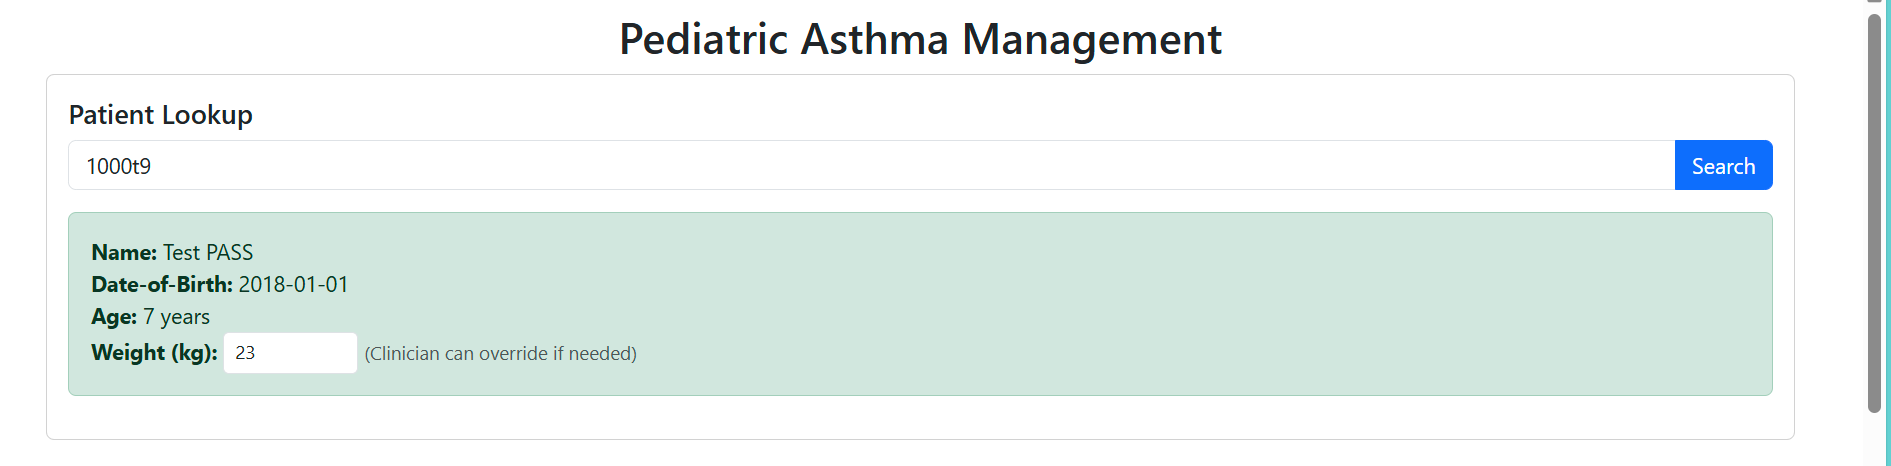 Pediatric Asthma Management
Patient Lookup
1000t9
Search
Name: Test PASS
Date-of-Birth: 2018-01-01
Age: 7 years
Weight (kg): 23 (Clinician can override if needed)